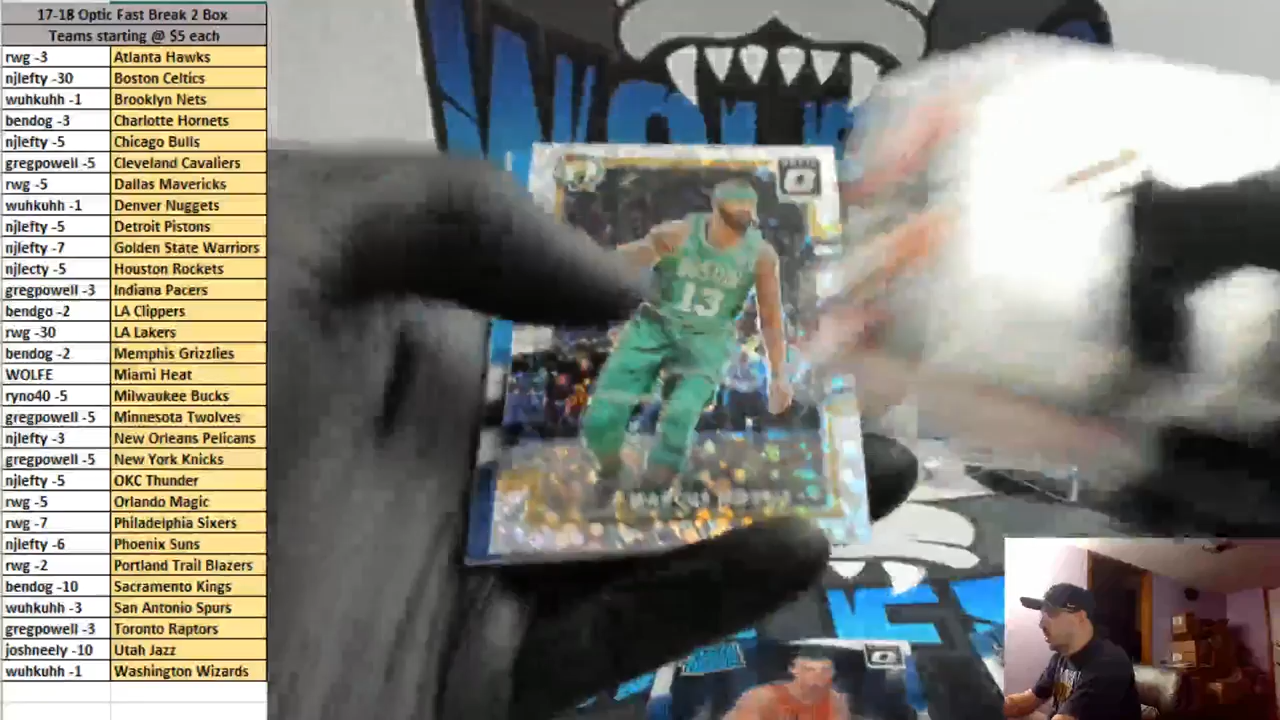 17-18 Optic Fast Break 2 Box
Teams starting @ $5 each
rwg -3 Atlanta Hawks
njlefty -30 Boston Celtics
wuhkuhh -1 Brooklyn Nets
bendog -3 Charlotte Hornets
njlefty -5 Chicago Bulls
gregpowell -5 Cleveland Cavaliers
rwg -5 Dallas Mavericks
wuhkuhh -1 Denver Nuggets
njlefty -5 Detroit Pistons
njlefty -7 Golden State Warriors
njlecty -5 Houston Rockets
gregpowell -3 Indiana Pacers
bendgo -2 LA Clippers
rwg -30 LA Lakers
bendog -2 Memphis Grizzlies
WOLFE Miami Heat
ryno40 -5 Milwaukee Bucks
gregpowell -5 Minnesota Twolves
njlefty -3 New Orleans Pelicans
gregpowell -5 New York Knicks
njlefty -5 OKC Thunder
rwg -5 Orlando Magic
rwg -7 Philadelphia Sixers
njlefty -6 Phoenix Suns
rwg -2 Portland Trail Blazers
bendog -10 Sacramento Kings
wuhkuhh -3 San Antonio Spurs
gregpowell -3 Toronto Raptors
joshneely -10 Utah Jazz
wuhkuhh -1 Washington Wizards
BOSTON
13
MARCUS MORRIS